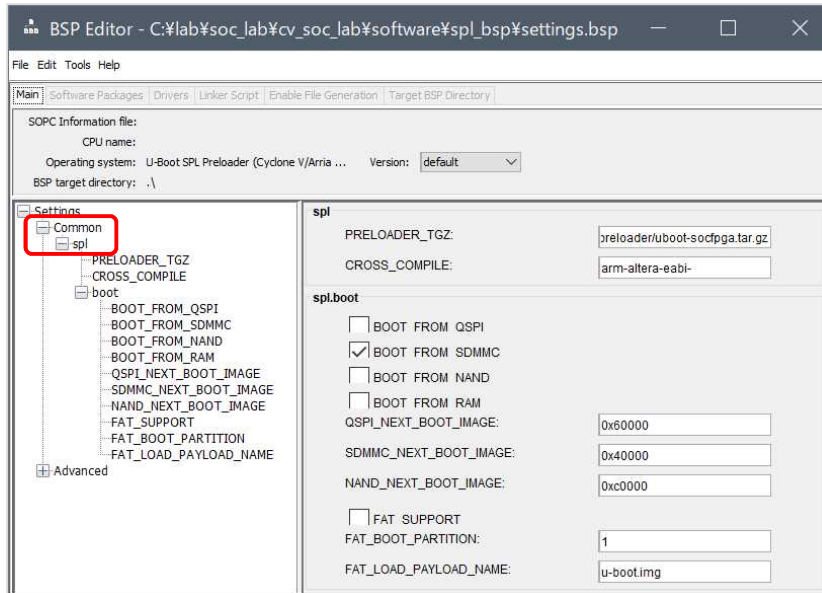 BSP Editor - C:¥lab¥soc_lab¥cv_soc_lab¥software¥spl_bsp¥settings.bsp
File Edit Tools Help
Main Software Packages Drivers Linker Script Enable File Generation Target BSP Directory
SOPC Information file:
CPU name:
Operating system: U-Boot SPL Preloader (Cyclone V/Arria ... Version: default
BSP target directory: .\
Settings
Common
spl
PRELOADER_TGZ
CROSS_COMPILE
boot
BOOT_FROM_QSPI
BOOT_FROM_SDMMC
BOOT_FROM_NAND
BOOT_FROM_RAM
QSPI_NEXT_BOOT_IMAGE
SDMMC_NEXT_BOOT_IMAGE
NAND_NEXT_BOOT_IMAGE
FAT_SUPPORT
FAT_BOOT_PARTITION
FAT_LOAD_PAYLOAD_NAME
Advanced
spl
PRELOADER_TGZ: preloader/uboot-socfpga.tar.gz
CROSS_COMPILE: arm-altera-eabi-
spl.boot
BOOT FROM QSPI
BOOT FROM SDMMC
BOOT FROM NAND
BOOT FROM RAM
QSPI_NEXT_BOOT_IMAGE: 0x60000
SDMMC_NEXT_BOOT_IMAGE: 0x40000
NAND_NEXT_BOOT_IMAGE: 0xc0000
FAT SUPPORT
FAT_BOOT_PARTITION: 1
FAT_LOAD_PAYLOAD_NAME: u-boot.img